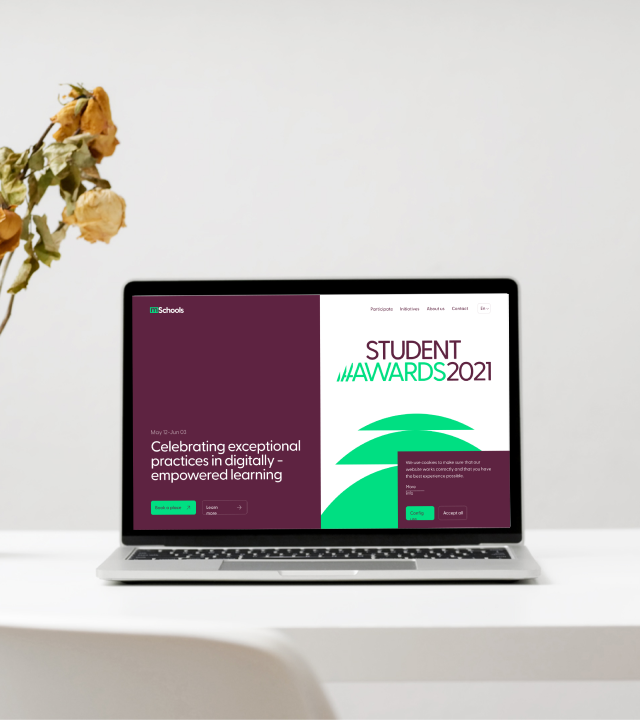 mSchools
Participate
Initiatives
About us
Contact
STUDENT
AWARDS2021
May, 12-Jun 03
Celebrating exceptional
practices in digitally -
empowered learning
Book a place
Learn
more
We use cookies to make sure that our
website works correctly and that you have
the best experience possible.
More
info
Config
Accept all